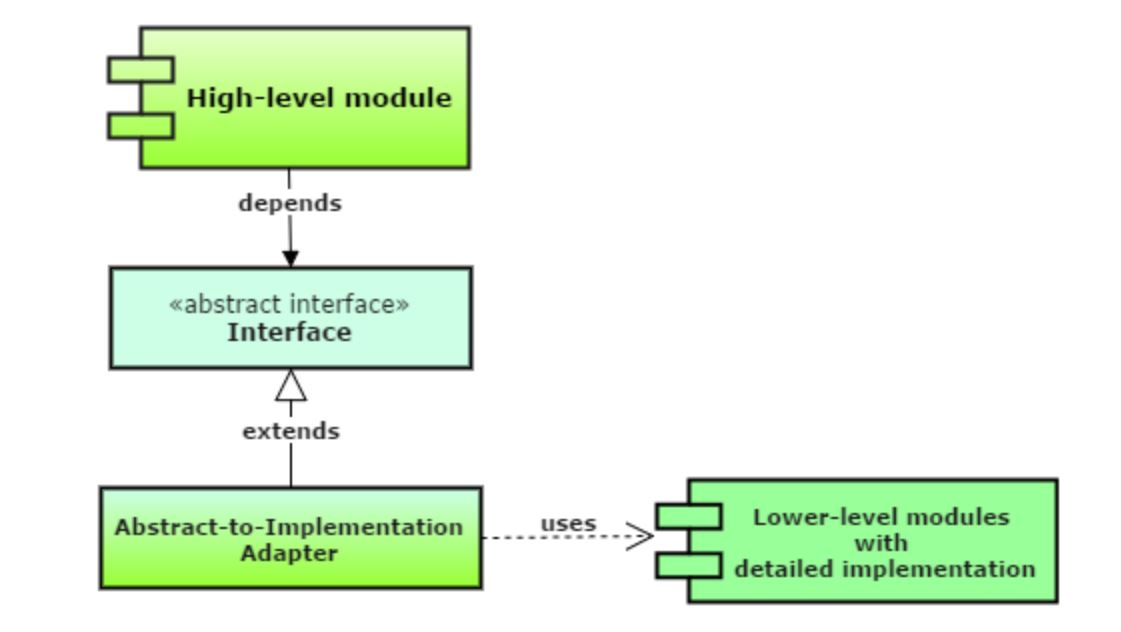 High-level module
depends
«abstract interface»
Interface
extends
Abstract-to-Implementation
Adapter
uses
Lower-level modules
with
detailed implementation